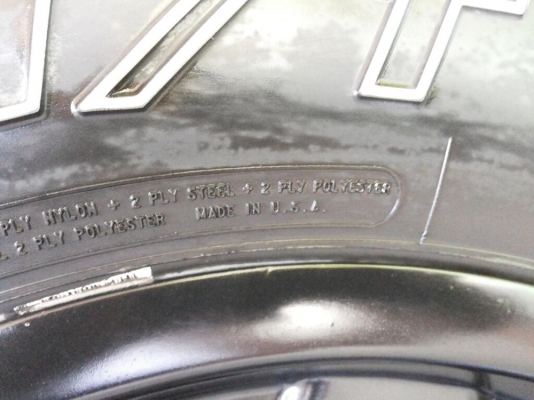 PLY NYLON + 2 PLY STEEL + 2 PLY POLYESTER
L 2 PLY POLYESTER MADE IN U.S.A.